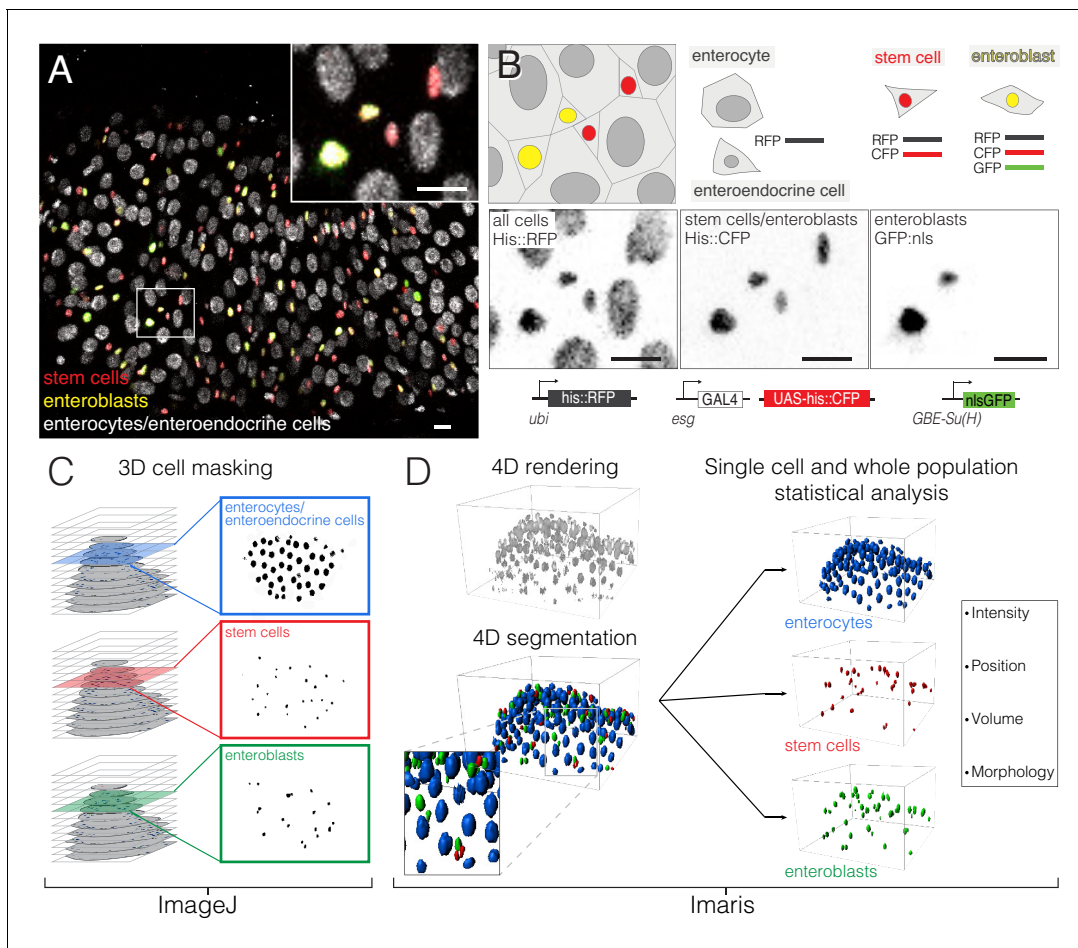 A
stem cells
enteroblasts
enterocytes/enteroendocrine cells
B
enterocyte
RFP
enteroendocrine cell
stem cell
RFP
CFP
enteroblast
RFP
CFP
GFP
all cells
His::RFP
stem cells/enteroblasts
His::CFP
enteroblasts
GFP:nls
his::RFP
ubi
GAL4
UAS-his::CFP
esg
nlsGFP
GBE-Su(H)
C
3D cell masking
enterocytes/
enteroendocrine cells
stem cells
enteroblasts
ImageJ
D
4D rendering
4D segmentation
Single cell and whole population
statistical analysis
enterocytes
stem cells
enteroblasts
• Intensity
• Position
• Volume
• Morphology
Imaris